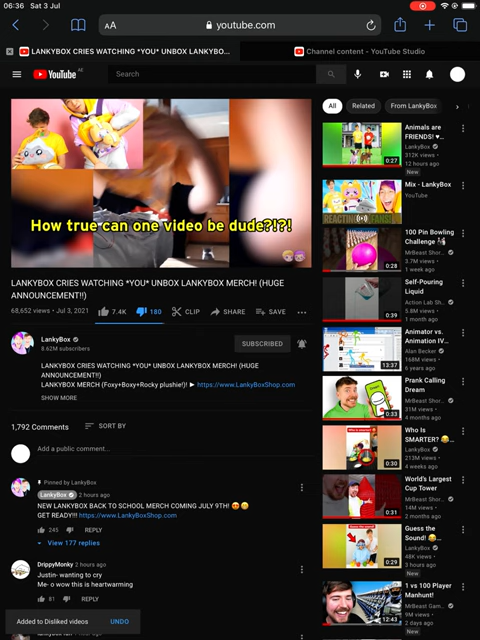 06:36 Sat 3 Jul
AA
youtube.com
LANKYBOX CRIES WATCHING *YOU* UNBOX LANKYBO...
Channel content - YouTube Studio
YouTube
Search
How true can one video be dude?!?!
LANKYBOX CRIES WATCHING *YOU* UNBOX LANKYBOX MERCH! (HUGE
ANNOUNCEMENT!!)
68,652 views • Jul 3, 2021
7.4K
180
CLIP
SHARE
SAVE
LankyBox
8.62M subscribers
SUBSCRIBED
LANKYBOX CRIES WATCHING *YOU* UNBOX LANKYBOX MERCH! (HUGE
ANNOUNCEMENT!!)
LANKYBOX MERCH (Foxy+Boxy+Rocky plushie!)! ► https://www.LankyBoxShop.com
SHOW MORE
1,792 Comments
SORT BY
Add a public comment...
Pinned by LankyBox
LankyBox 2 hours ago
NEW LANKYBOX BACK TO SCHOOL MERCH COMING JULY 9TH!
GET READY!!! https://www.LankyBoxShop.com
245
REPLY
View 177 replies
DrippyMonky 2 hours ago
Justin- wanting to cry
Me- o wow this is heartwarming
81
REPLY
Added to Disliked videos
UNDO
All
Related
From LankyBox
Animals are
FRIENDS! ♥...
LankyBox
312K views •
12 hours ago
New
0:27
Mix - LankyBox
YouTube
REACTING FANS!
100 Pin Bowling
Challenge
MrBeast Shor...
3.7M views •
1 week ago
0:28
Self-Pouring
Liquid
Action Lab Sh...
5.8M views •
1 month ago
0:39
Animator vs.
Animation IV...
Alan Becker
168M views •
6 years ago
13:37
Prank Calling
Dream
MrBeast Shor...
31M views •
4 months ago
0:33
Who Is
SMARTER?
LankyBox
213M views •
4 weeks ago
0:30
World's Largest
Cup Tower
MrBeast Shor...
14M views •
2 months ago
0:31
Guess the
Sound!
LankyBox
48K views •
3 hours ago
New
0:29
1 vs 100 Player
Manhunt!
MrBeast Gam...
9M views •
12:43